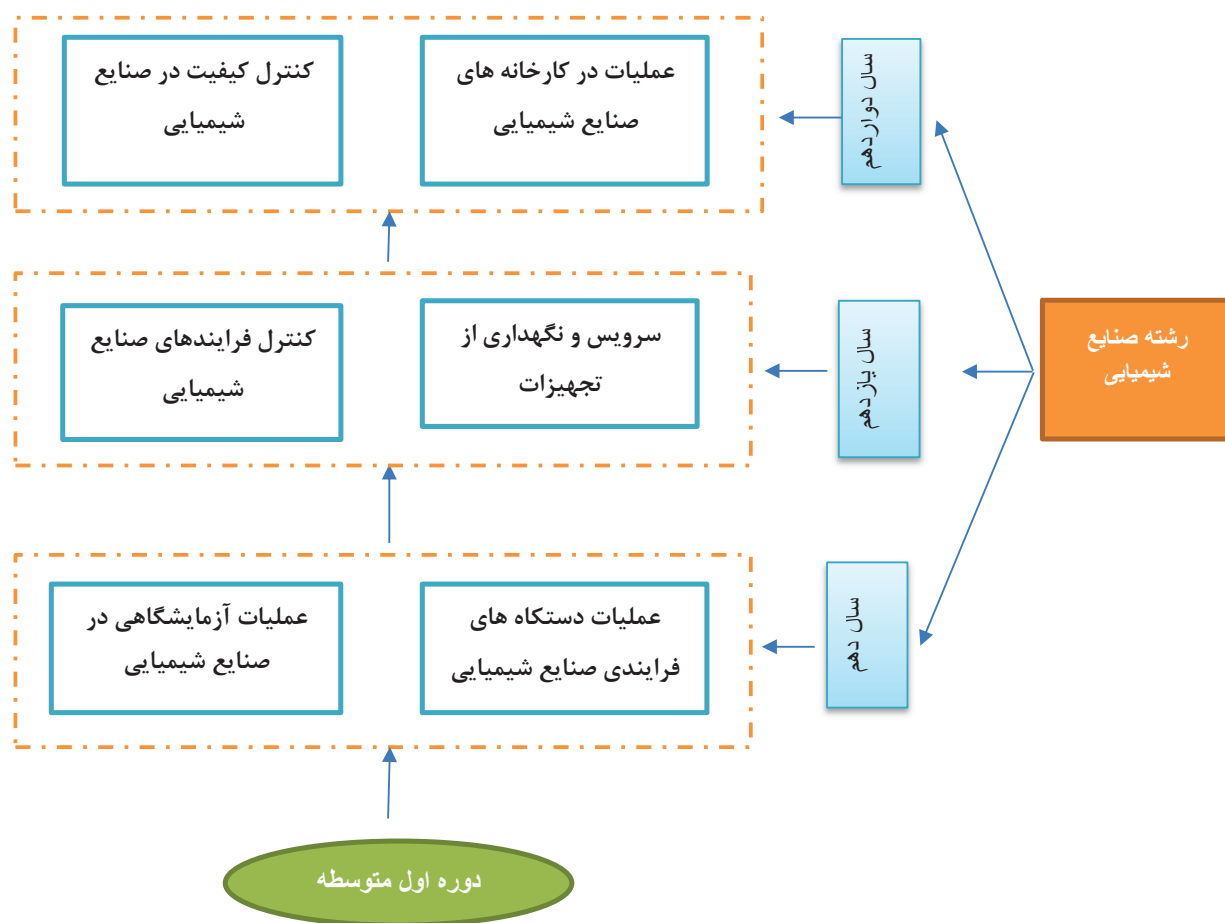 عملیات در کارخانه های
صنایع شیمیایی
کنترل کیفیت در صنایع
شیمیایی
سال دواردهم
رشته صنایع
شیمیایی
سال یازدهم
سرویس و نگهداری از
تجهیزات
کنترل فرایندهای صنایع
شیمیایی
سال دهم
عملیات دستکاه های
فرایندی صنایع شیمیایی
عملیات آزمایشگاهی در
صنایع شیمیایی
دوره اول متوسطه